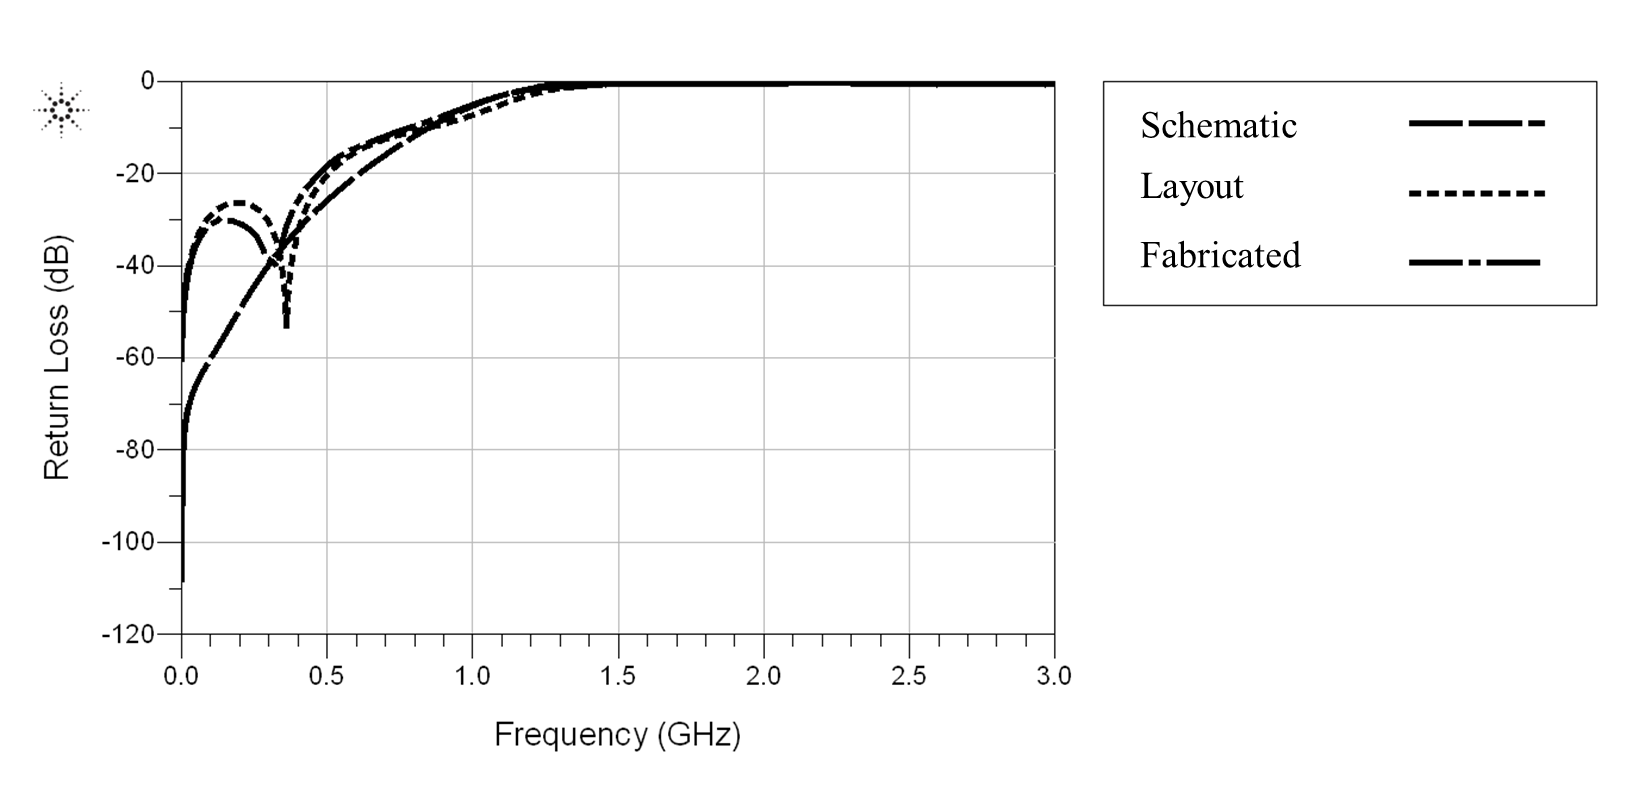 0
-20
-40
-60
-80
-100
-120
Return Loss (dB)
0.0 0.5 1.0 1.5 2.0 2.5 3.0
Frequency (GHz)
Schematic
Layout
Fabricated